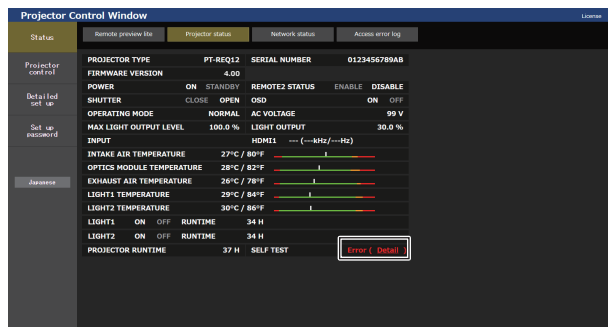 Projector Control Window
License
Status
Remote preview lite
Projector status
Network status
Access error log
Projector
control
Detailed
set up
Set up
password
Japanese
PROJECTOR TYPE PT-REQ12 SERIAL NUMBER 0123456789AB
FIRMWARE VERSION 4.00
POWER ON STANDBY REMOTE2 STATUS ENABLE DISABLE
SHUTTER CLOSE OPEN OSD ON OFF
OPERATING MODE NORMAL AC VOLTAGE 99 V
MAX LIGHT OUTPUT LEVEL 100.0 % LIGHT OUTPUT 30.0 %
INPUT HDMI1 --- (---kHz/---Hz)
INTAKE AIR TEMPERATURE 27°C / 80°F
OPTICS MODULE TEMPERATURE 28°C / 82°F
EXHAUST AIR TEMPERATURE 26°C / 78°F
LIGHT1 TEMPERATURE 29°C / 84°F
LIGHT2 TEMPERATURE 30°C / 86°F
LIGHT1 ON OFF RUNTIME 34 H
LIGHT2 ON OFF RUNTIME 34 H
PROJECTOR RUNTIME 37 H SELF TEST Error ( Detail )